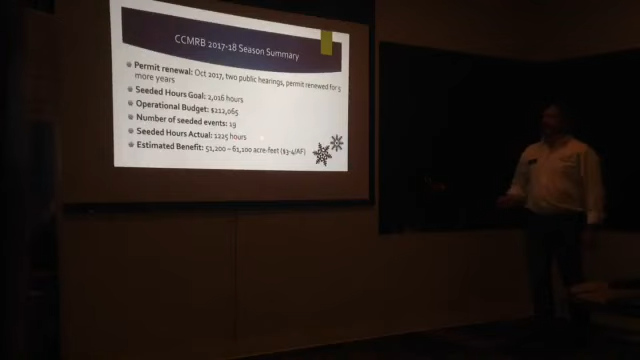 CCMRB 2017-18 Season Summary
Permit renewal: Oct 2017, two public hearings, permit renewed for 5
more years
Seeded Hours Goal: 2,016 hours
Operational Budget: $212,065
Number of seeded events: 19
Seeded Hours Actual: 1225 hours
Estimated Benefit: 51,200 – 61,100 acre-feet ($3-4/AF)